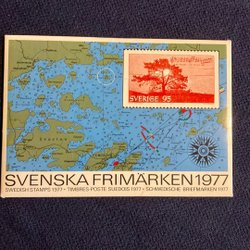 SVERIGE 95
SVENSKA FRIMÄRKEN 1977
SWEDISH STAMPS 1977 • TIMBRES-POSTE SUEDOIS 1977 • SCHWEDISCHE BRIEFMARKEN 1977